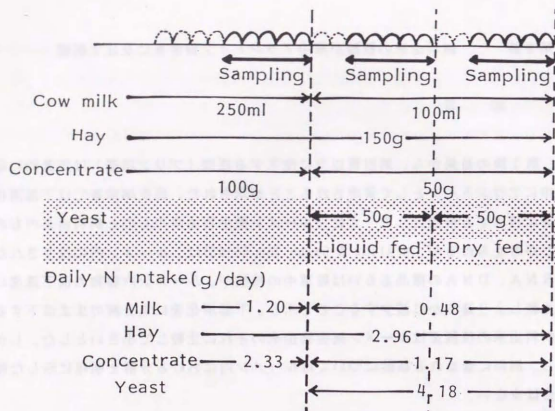 Sampling Sampling Sampling
Cow milk
250ml 100ml
Hay
150g
Concentrate
100g 50g
Yeast 50g 50g
Liquid fed Dry fed
Daily N Intake(g/day)
Milk 1.20 0.48
Hay 2.96
Concentrate 2.33 1.17
Yeast 4.18